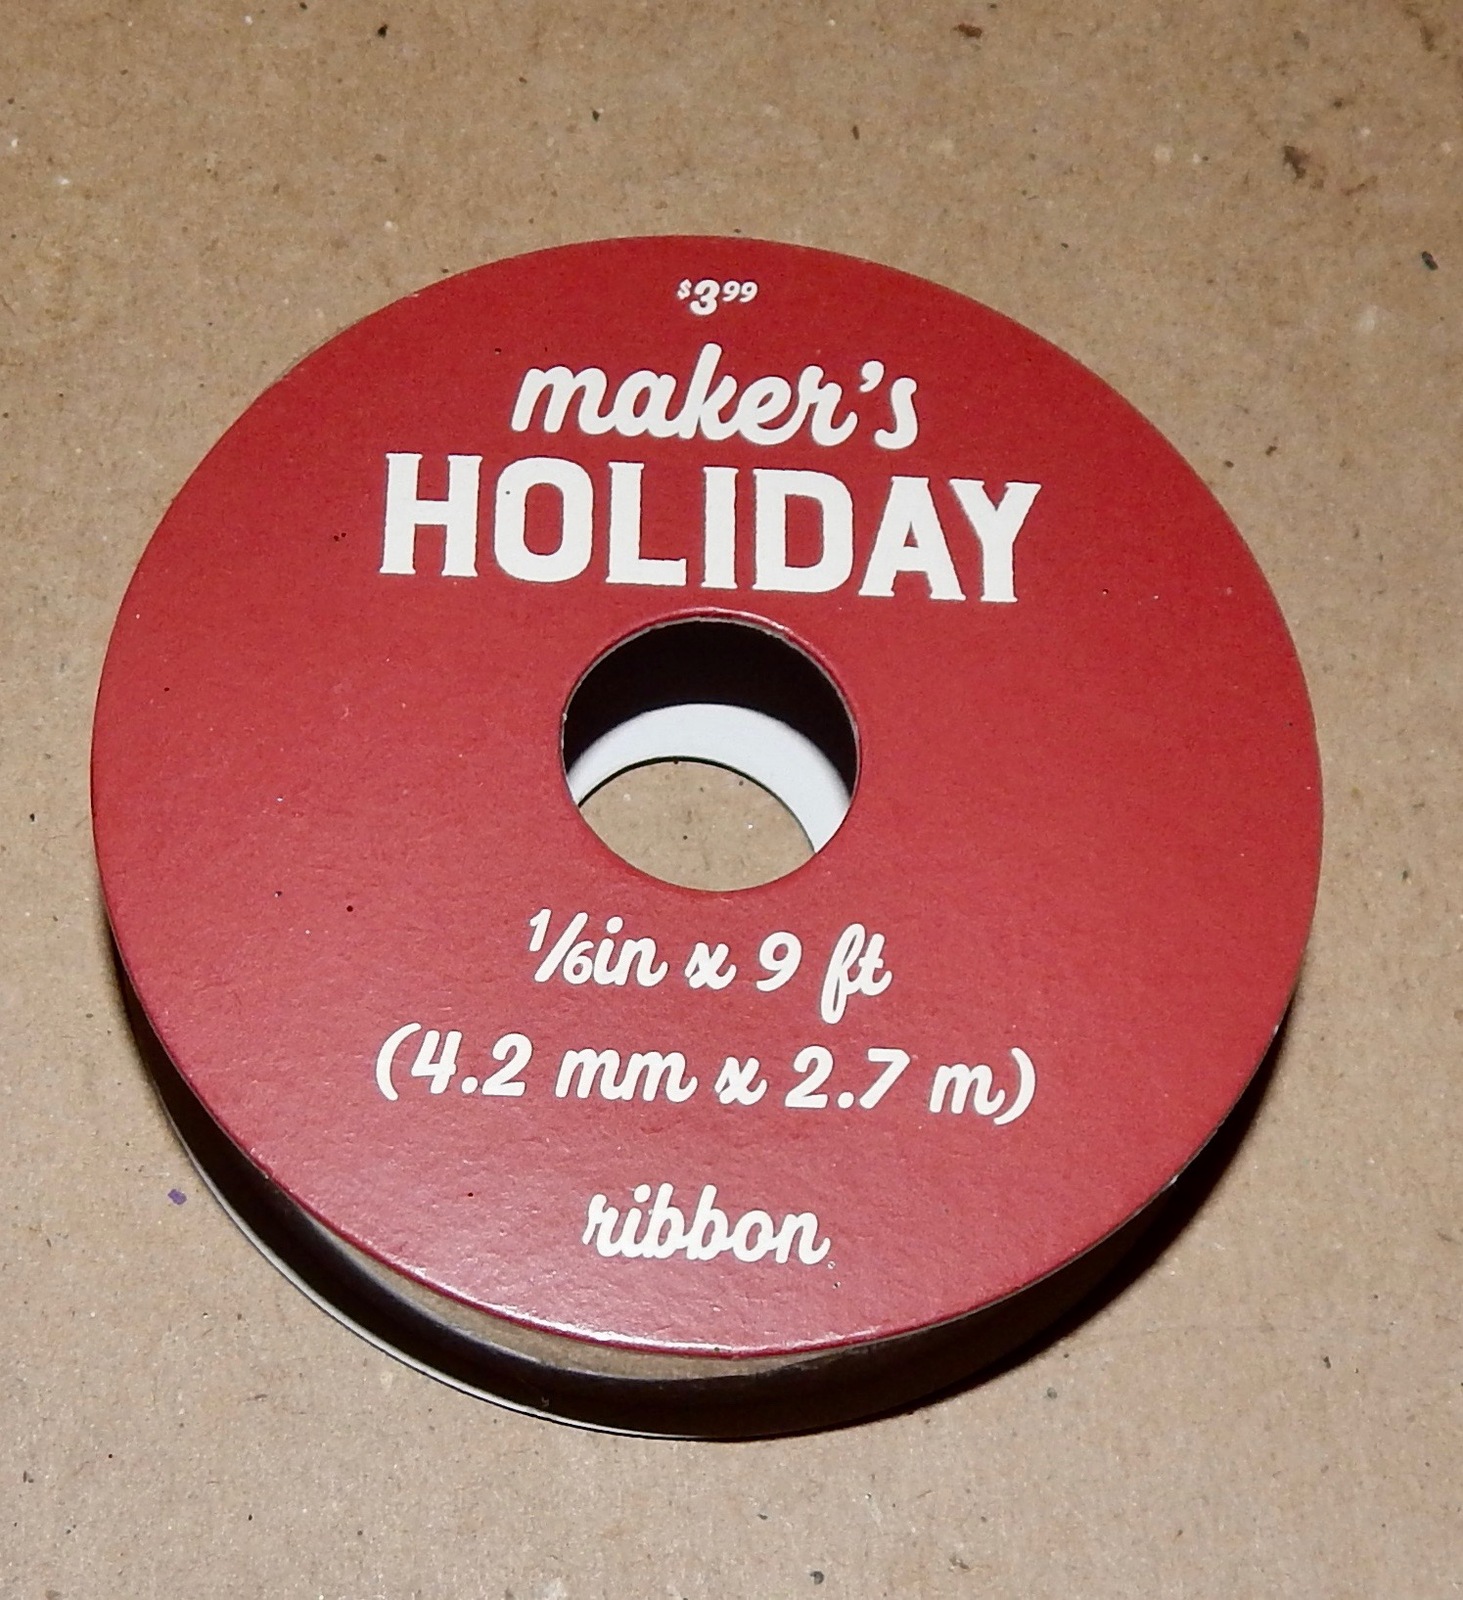 $3.99
maker's
HOLIDAY
1/6in x 9 ft
(4.2 mm x 2.7 m)
ribbon